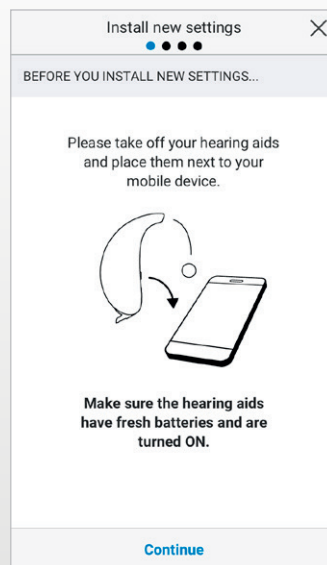 Install new settings
BEFORE YOU INSTALL NEW SETTINGS...
Please take off your hearing aids
and place them next to your
mobile device.
Make sure the hearing aids
have fresh batteries and are
turned ON.
Continue